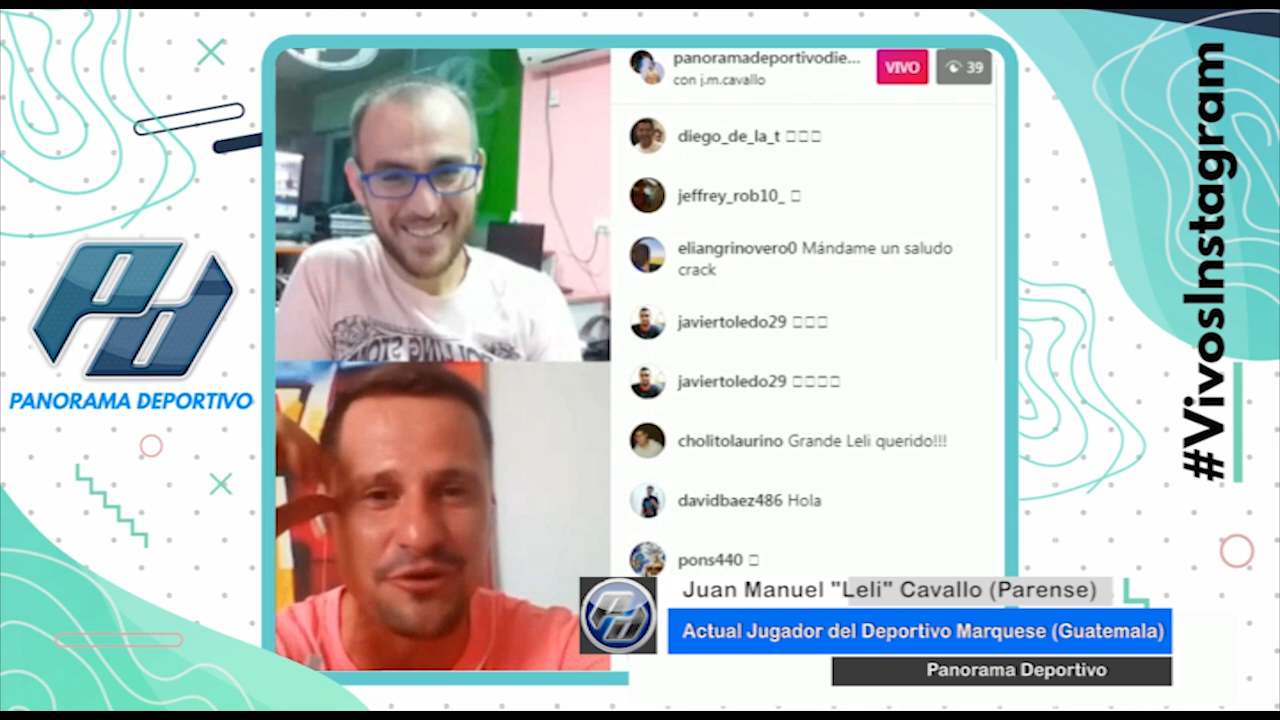 panoramadeportivodie...
con j.m.cavallo
VIVO
39
diego_de_la_t
jeffrey_rob10_
eliangrinovero0 Mándame un saludo
crack
javiertoledo29
javiertoledo29
cholitolaurino Grande Leli querido!!!
davidbaez486 Hola
pons440
PD
PANORAMA DEPORTIVO
#VivosInstagram
Juan Manuel "Leli" Cavallo (Parense)
Actual Jugador del Deportivo Marquese (Guatemala)
Panorama Deportivo